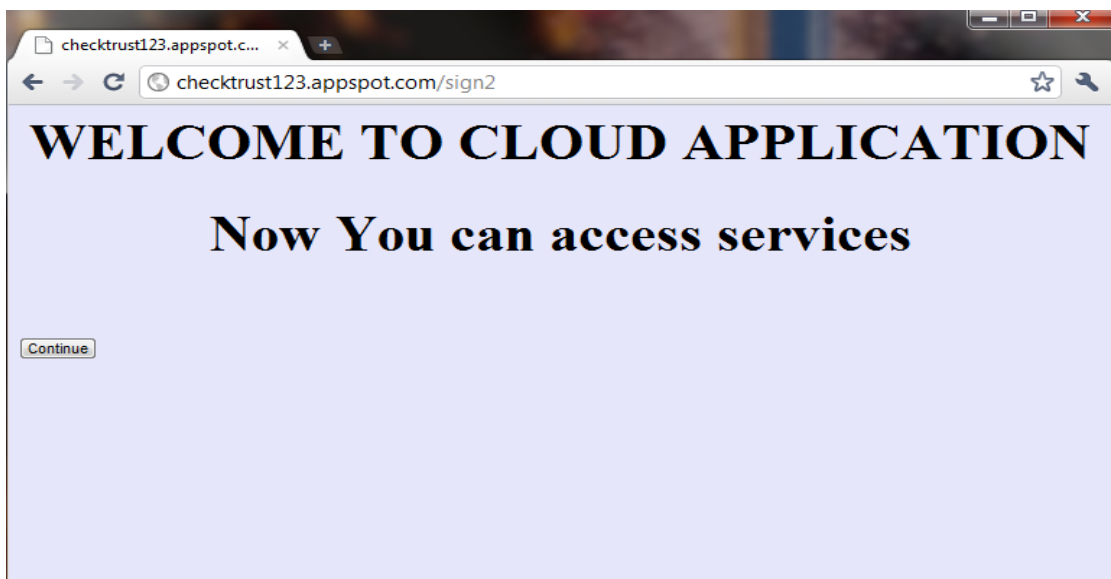 checktrust123.appspot.c...
checktrust123.appspot.com/sign2
WELCOME TO CLOUD APPLICATION
Now You can access services
Continue